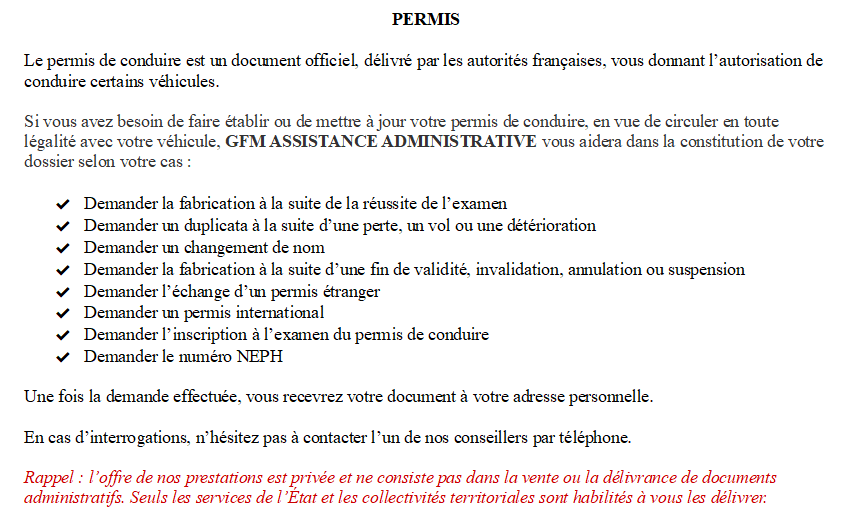 PERMIS
Le permis de conduire est un document officiel, délivré par les autorités françaises, vous donnant l’autorisation de
conduire certains véhicules.
Si vous avez besoin de faire établir ou de mettre à jour votre permis de conduire, en vue de circuler en toute
légalité avec votre véhicule, GFM ASSISTANCE ADMINISTRATIVE vous aidera dans la constitution de votre
dossier selon votre cas :
✓ Demander la fabrication à la suite de la réussite de l’examen
✓ Demander un duplicata à la suite d’une perte, un vol ou une détérioration
✓ Demander un changement de nom
✓ Demander la fabrication à la suite d’une fin de validité, invalidation, annulation ou suspension
✓ Demander l’échange d’un permis étranger
✓ Demander un permis international
✓ Demander l’inscription à l’examen du permis de conduire
✓ Demander le numéro NEPH
Une fois la demande effectuée, vous recevrez votre document à votre adresse personnelle.
En cas d’interrogations, n’hésitez pas à contacter l’un de nos conseillers par téléphone.
Rappel : l’offre de nos prestations est privée et ne consiste pas dans la vente ou la délivrance de documents
administratifs. Seuls les services de l’État et les collectivités territoriales sont habilités à vous les délivrer.